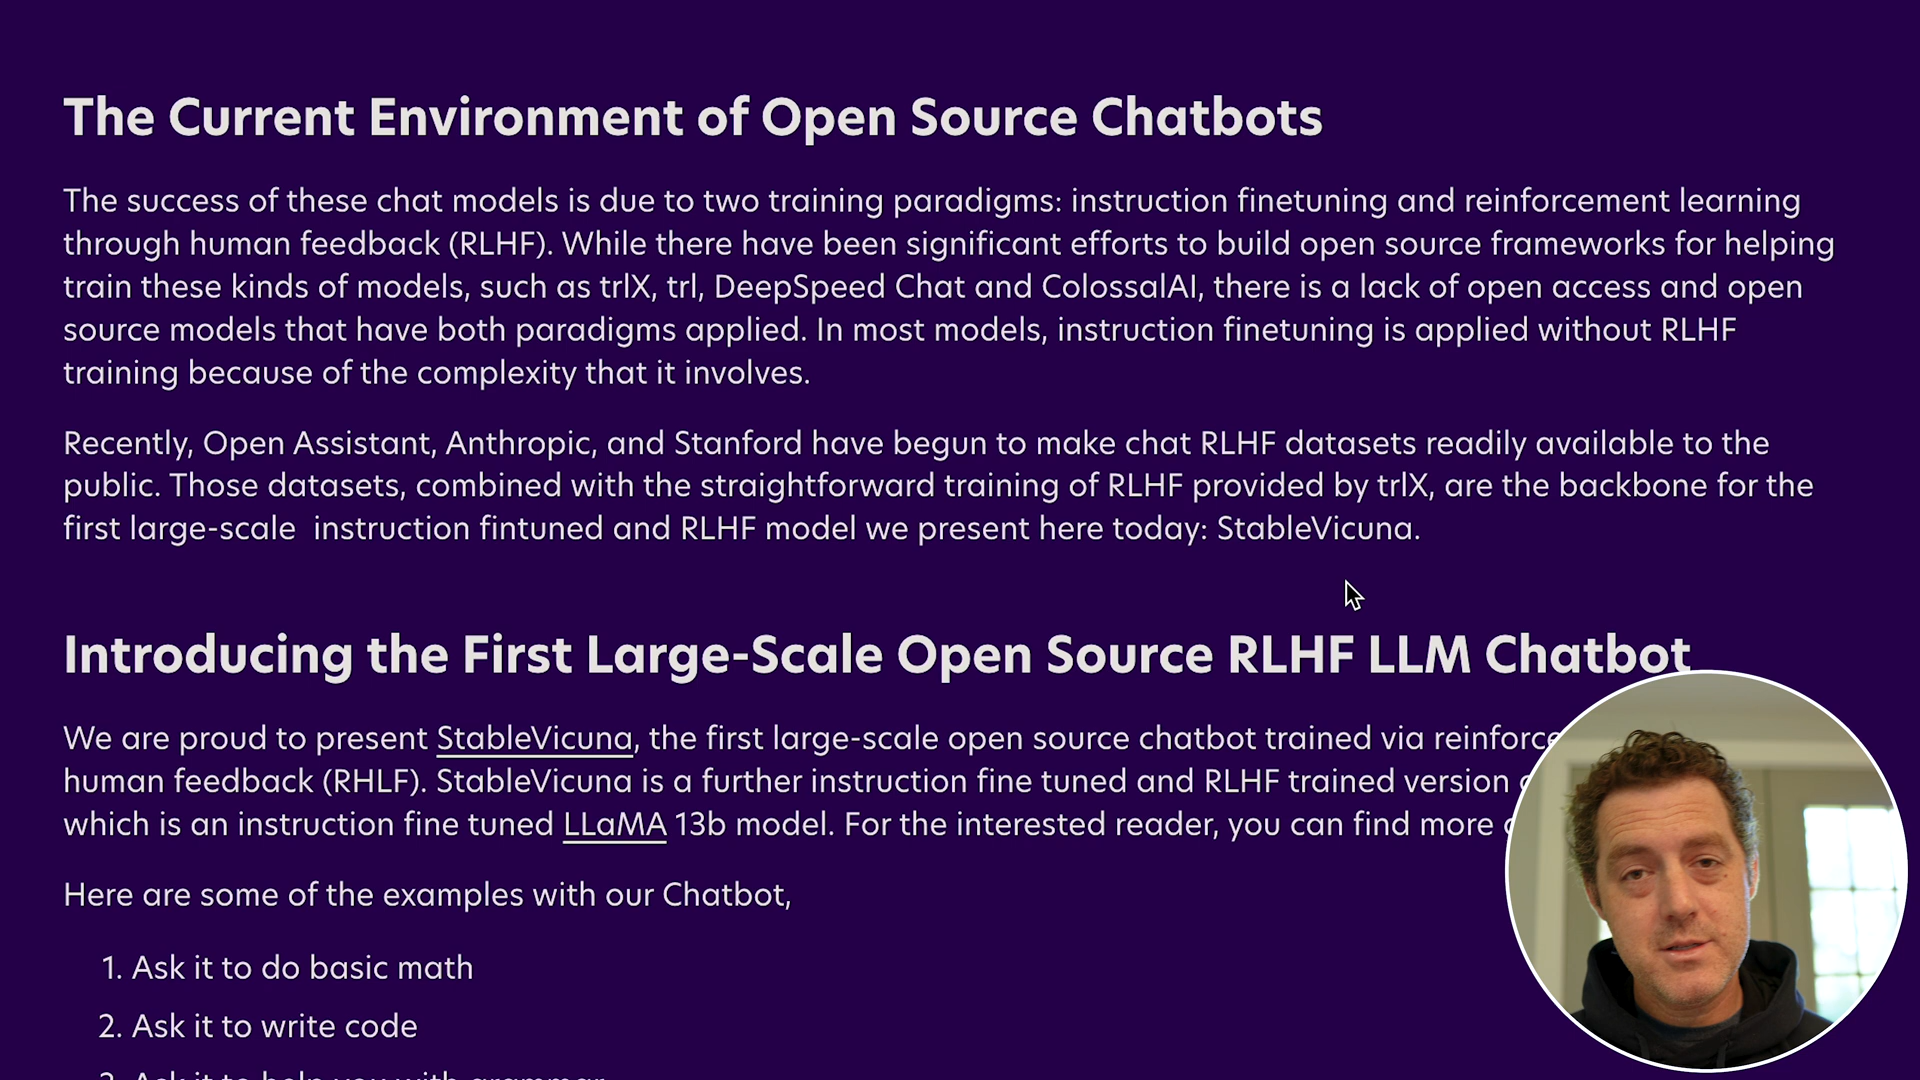 The Current Environment of Open Source Chatbots
The success of these chat models is due to two training paradigms: instruction finetuning and reinforcement learning
through human feedback (RLHF). While there have been significant efforts to build open source frameworks for helping
train these kinds of models, such as trlX, trl, DeepSpeed Chat and ColossalAI, there is a lack of open access and open
source models that have both paradigms applied. In most models, instruction finetuning is applied without RLHF
training because of the complexity that it involves.
Recently, Open Assistant, Anthropic, and Stanford have begun to make chat RLHF datasets readily available to the
public. Those datasets, combined with the straightforward training of RLHF provided by trlX, are the backbone for the
first large-scale  instruction fintuned and RLHF model we present here today: StableVicuna.
Introducing the First Large-Scale Open Source RLHF LLM Chatbot
We are proud to present StableVicuna, the first large-scale open source chatbot trained via
human feedback (RHLF). StableVicuna is a further instruction fine tuned and RLHF trained version
which is an instruction fine tuned LLaMA 13b model. For the interested reader, you can find more
Here are some of the examples with our Chatbot,
1. Ask it to do basic math
2. Ask it to write code
3. Ask it to help you with grammar